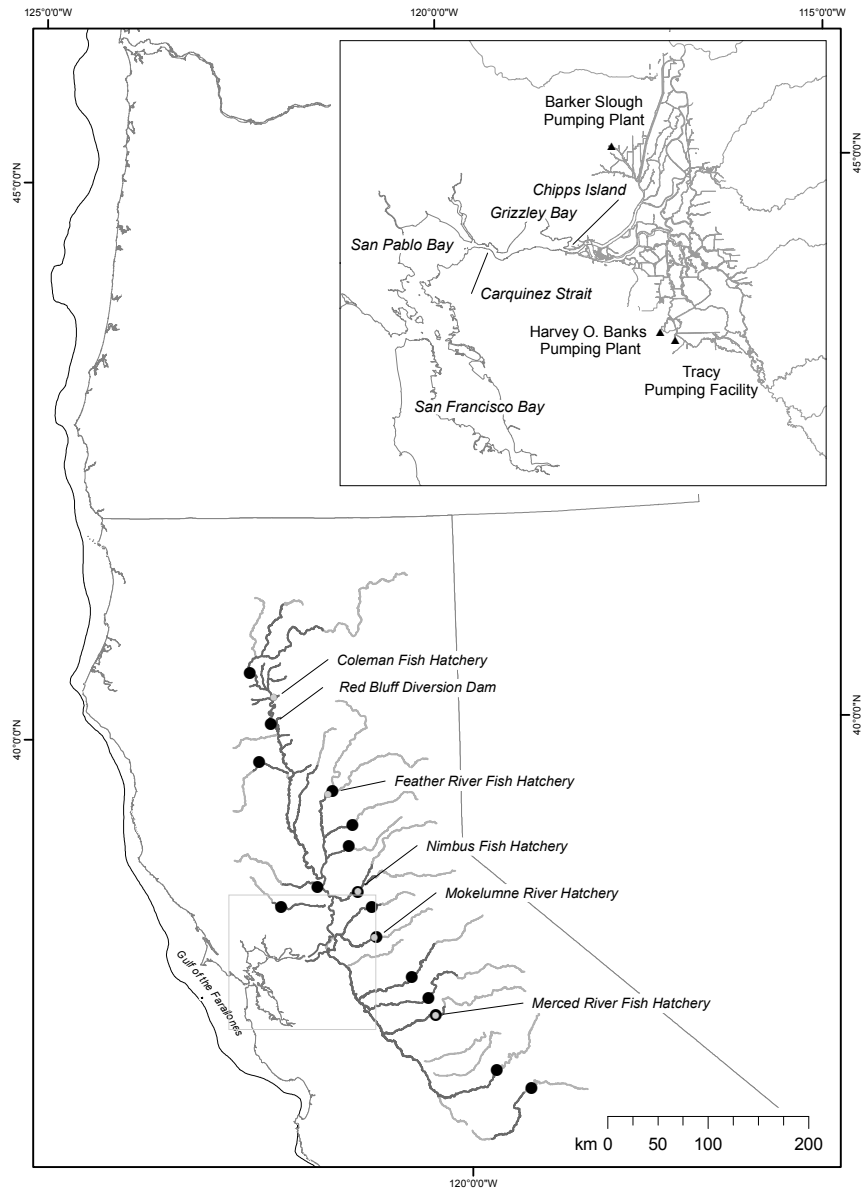 125°0'0"W
120°0'0"W
115°0'0"W
45°0'0"N
45°0'0"N
Barker Slough
Pumping Plant
Chipps Island
Grizzley Bay
San Pablo Bay
Carquinez Strait
Harvey O. Banks
Pumping Plant
Tracy
Pumping Facility
San Francisco Bay
Coleman Fish Hatchery
Red Bluff Diversion Dam
40°0'0"N
40°0'0"N
Feather River Fish Hatchery
Nimbus Fish Hatchery
Mokelumne River Hatchery
Gulf of the Farallones
Merced River Fish Hatchery
km 0 50 100 200
120°0'0"W